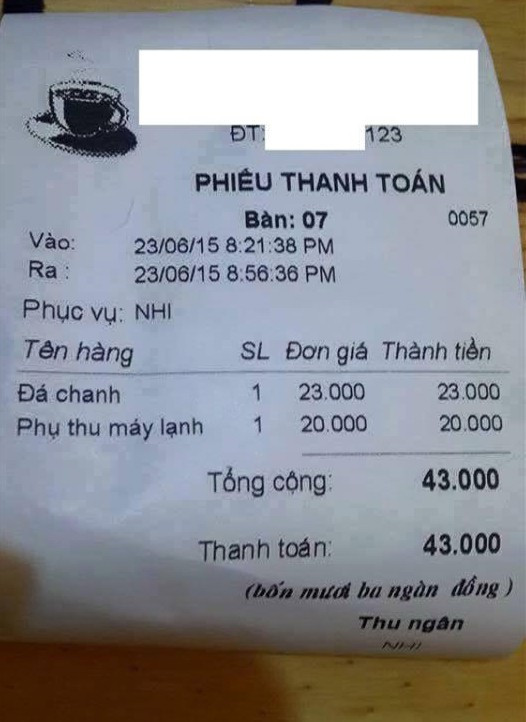 ĐT: 123
PHIẾU THANH TOÁN
Bàn: 07 0057
Vào: 23/06/15 8:21:38 PM
Ra : 23/06/15 8:56:36 PM
Phục vụ: NHI
Tên hàng SL Đơn giá Thành tiền
Đá chanh 1 23.000 23.000
Phụ thu máy lạnh 1 20.000 20.000
Tổng cộng: 43.000
Thanh toán: 43.000
(bốn mươi ba ngàn đồng )
Thu ngân
NHI